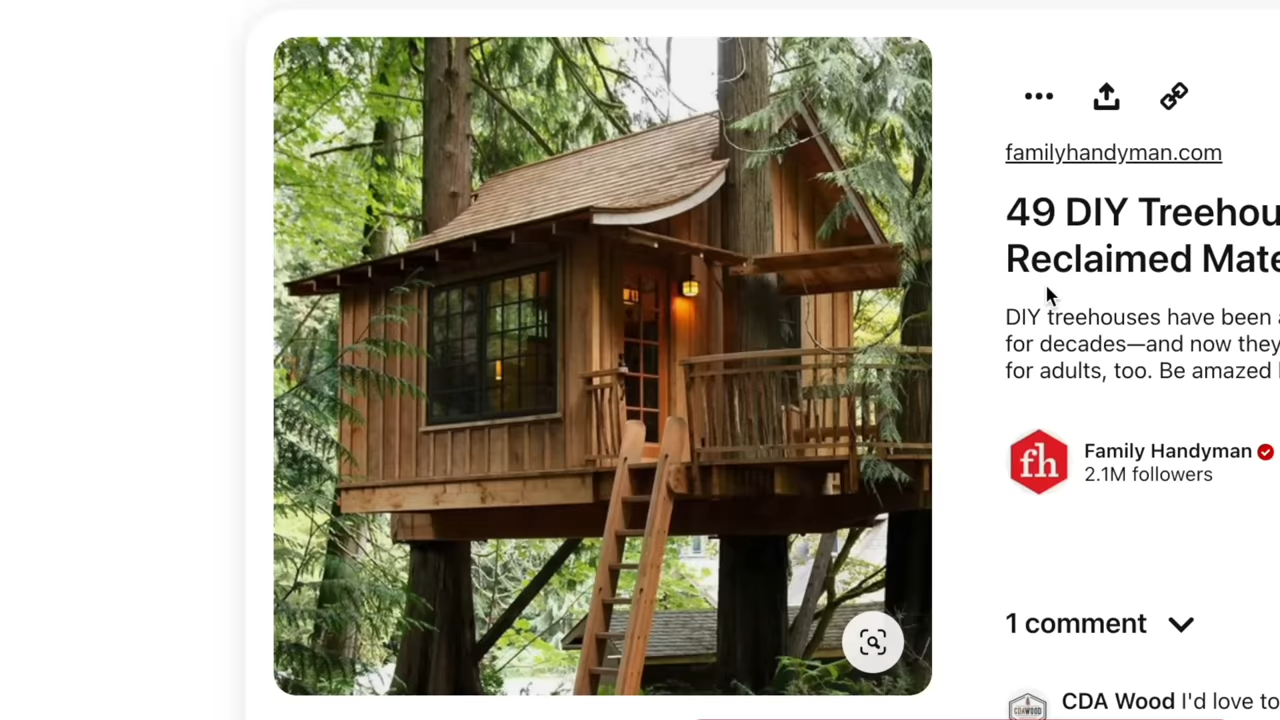 familyhandyman.com
49 DIY Treehou
Reclaimed Mate
DIY treehouses have been a
for decades—and now they
for adults, too. Be amazed
fh
Family Handyman
2.1M followers
1 comment
CDAWOOD
CDA Wood I'd love to